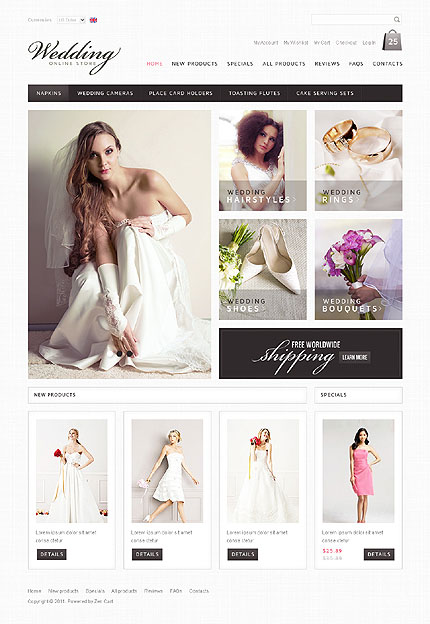 Currencies: US Dollar
My Account My Wishlist My Cart Checkout Log In
25
Wedding
ONLINE STORE
HOME NEW PRODUCTS SPECIALS ALL PRODUCTS REVIEWS FAQS CONTACTS
NAPKINS WEDDING CAMERAS PLACE CARD HOLDERS TOASTING FLUTES CAKE SERVING SETS
WEDDING
HAIRSTYLES
WEDDING
RINGS
WEDDING
SHOES
WEDDING
BOUQUETS
FREE WORLDWIDE
shipping
LEARN MORE
NEW PRODUCTS
SPECIALS
Lorem ipsum dolor sit amet
conse ctetur
DETAILS
Lorem ipsum dolor sit amet
conse ctetur
DETAILS
Lorem ipsum dolor sit amet
conse ctetur
DETAILS
Lorem ipsum dolor sit amet
conse ctetur
$25.89
DETAILS
Home New products Specials All products Reviews FAQs Contacts
Copyright © 2011. Powered by Zen Cart